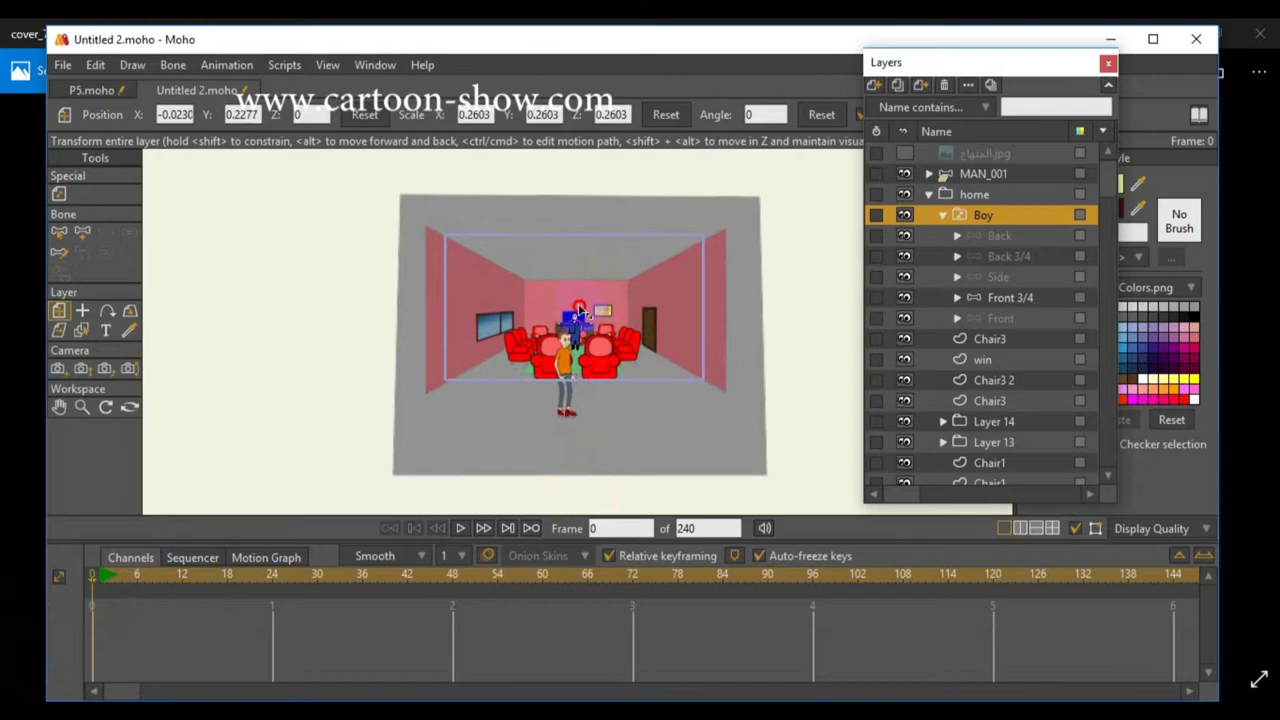 cover_7
Untitled 2.moho - Moho
File Edit Draw Bone Animation Scripts View Window Help
P5.moho Untitled 2.moho
www.cartoon-show.com
Position X: -0.0230 Y: 0.2277 Z: 0 Reset Scale X: 0.2603 Y: 0.2603 Z: 0.2603 Reset Angle: 0 Reset
Transform entire layer (hold <shift> to constrain, <alt> to move forward and back, <ctrl/cmd> to edit motion path, <shift> + <alt> to move in Z and maintain visua
Frame: 0
Tools
Special
Bone
Layer
Camera
Workspace
Layers
Name contains...
Name
المنهاج.jpg
MAN_001
home
Boy
Back
Back 3/4
Side
Front 3/4
Front
Chair3
win
Chair3 2
Chair3
Layer 14
Layer 13
Chair1
Chair1
No
Brush
...
Colors.png
Reset
Checker selection
Frame 0 of 240 Display Quality
Channels Sequencer Motion Graph Smooth 1 Onion Skins Relative keyframing Auto-freeze keys
0 6 12 18 24 30 36 42 48 54 60 66 72 78 84 90 96 102 108 114 120 126 132 138 144
0 1 2 3 4 5 6